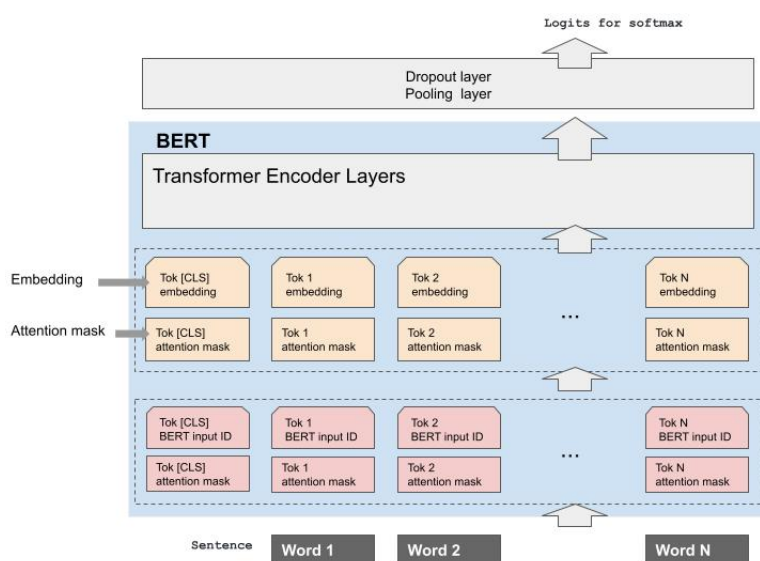 Logits for softmax
Dropout layer
Pooling layer
BERT
Transformer Encoder Layers
Embedding
Tok [CLS]
embedding
Tok 1
embedding
Tok 2
embedding
...
Tok N
embedding
Attention mask
Tok [CLS]
attention mask
Tok 1
attention mask
Tok 2
attention mask
Tok N
attention mask
Tok [CLS]
BERT input ID
Tok 1
BERT input ID
Tok 2
BERT input ID
...
Tok N
BERT input ID
Tok [CLS]
attention mask
Tok 1
attention mask
Tok 2
attention mask
Tok N
attention mask
Sentence
Word 1
Word 2
Word N